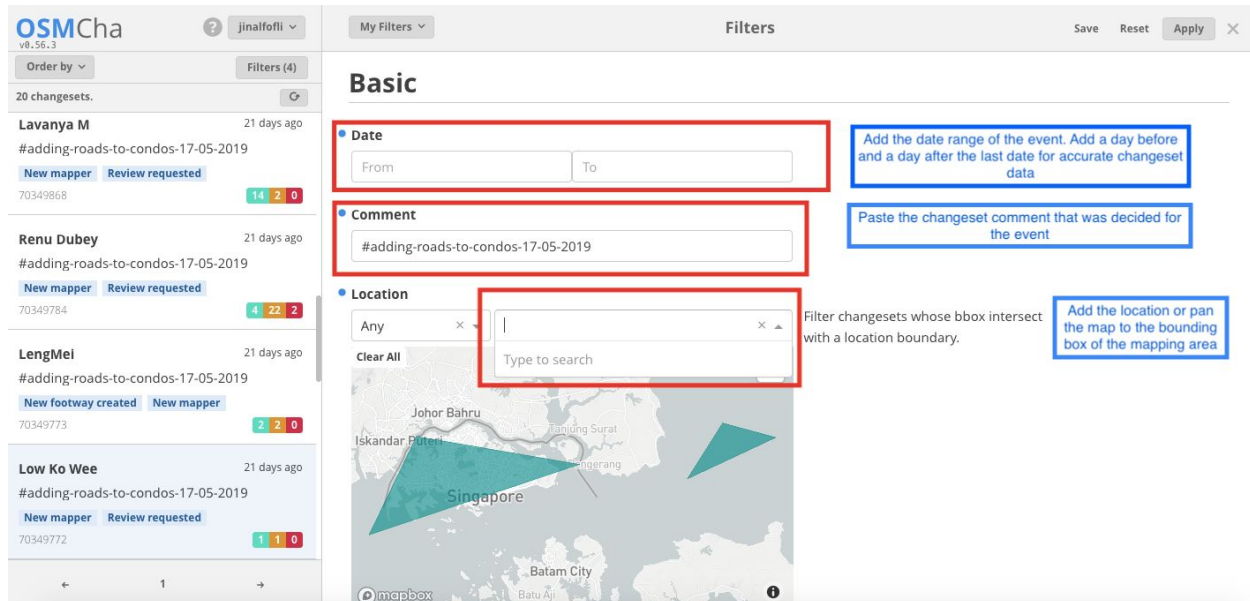 OSMCha
v0.56.3
?
jinalfofli
My Filters
Filters
Save
Reset
Apply
Order by
Filters (4)
20 changesets.
Lavanya M
21 days ago
#adding-roads-to-condos-17-05-2019
New mapper
Review requested
70349868
14 2 0
Renu Dubey
21 days ago
#adding-roads-to-condos-17-05-2019
New mapper
Review requested
70349784
4 22 2
LengMei
21 days ago
#adding-roads-to-condos-17-05-2019
New footway created
New mapper
70349773
2 2 0
Low Ko Wee
21 days ago
#adding-roads-to-condos-17-05-2019
New mapper
Review requested
70349772
1 1 0
1
Basic
Date
From
To
Add the date range of the event. Add a day before
and a day after the last date for accurate changeset
data
Comment
#adding-roads-to-condos-17-05-2019
Paste the changeset comment that was decided for
the event
Location
Any
Type to search
Filter changesets whose bbox intersect
with a location boundary.
Add the location or pan
the map to the bounding
box of the mapping area
Clear All
Johor Bahru
Tanjung Surat
Iskandar Puteri
Singapore
Batam City
Batu Aji
mapbox